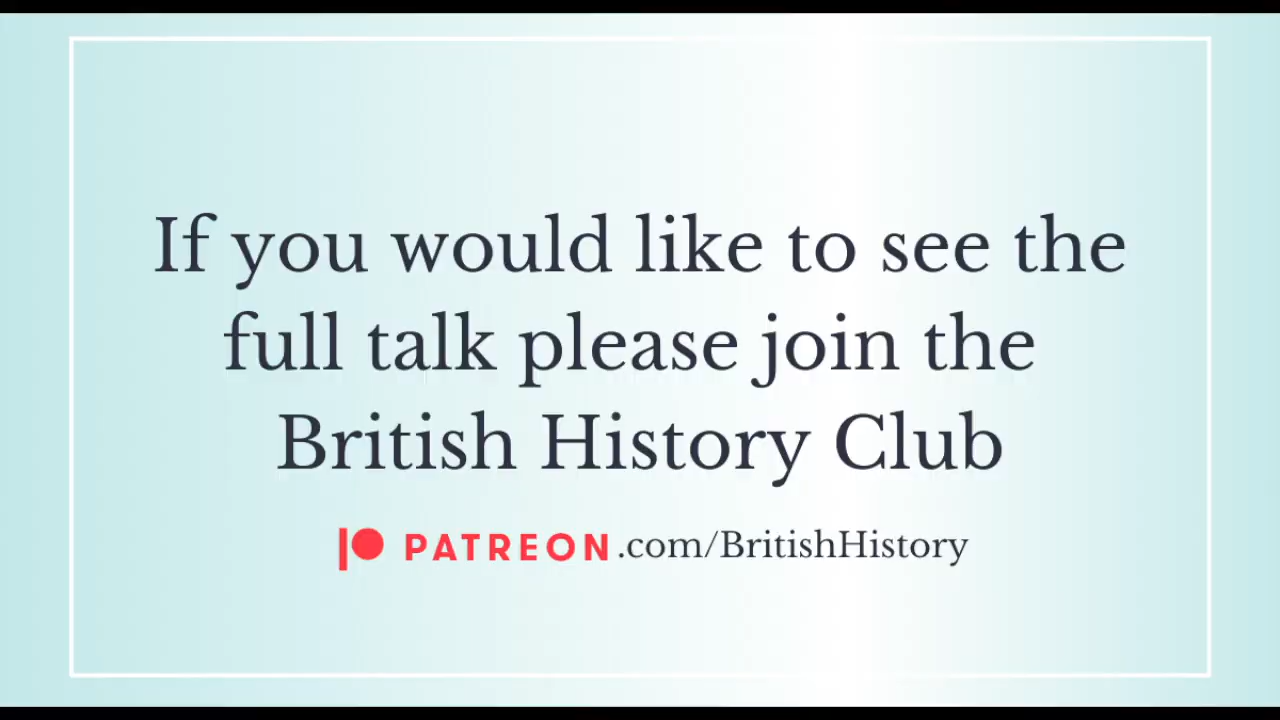 If you would like to see the
full talk please join the
British History Club
PATREON.com/BritishHistory